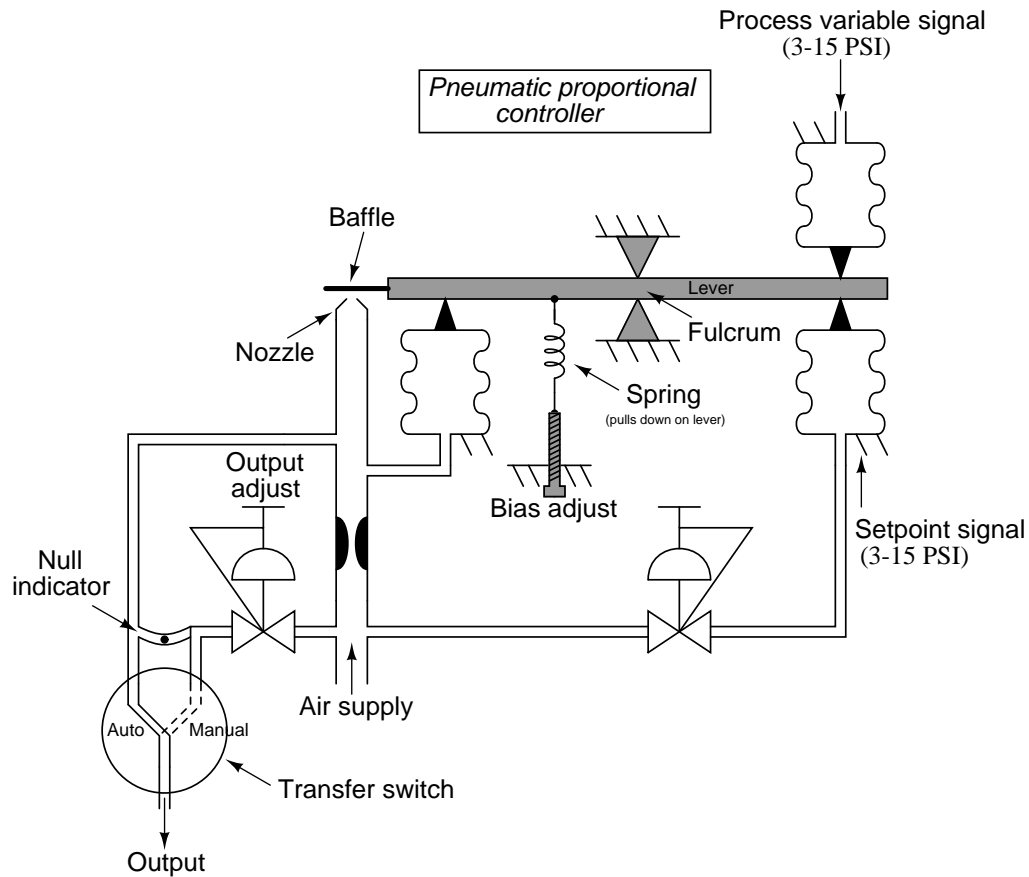 Process variable signal
(3-15 PSI)
Pneumatic proportional
controller
Baffle
Lever
Nozzle
Fulcrum
Spring
(pulls down on lever)
Output
adjust
Bias adjust
Setpoint signal
(3-15 PSI)
Null
indicator
Air supply
Auto
Manual
Transfer switch
Output